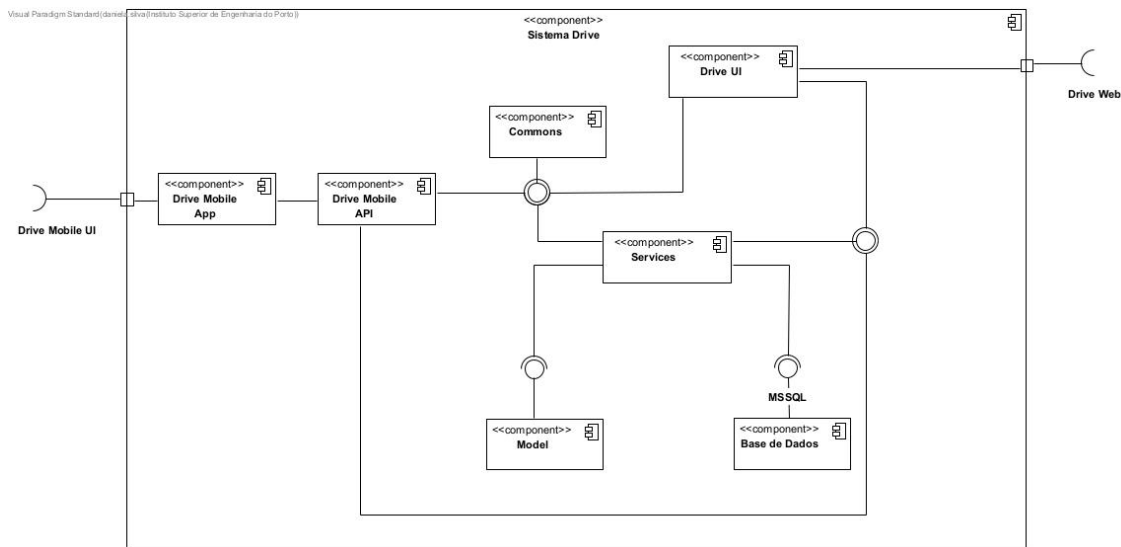 Visual Paradigm Standard(daniela.silva(Instituto Superior de Engenharia do Porto))
<<component>>
Sistema Drive
<<component>>
Drive UI
Drive Web
<<component>>
Commons
<<component>>
Drive Mobile
App
<<component>>
Drive Mobile
API
Drive Mobile UI
<<component>>
Services
MSSQL
<<component>>
Model
<<component>>
Base de Dados